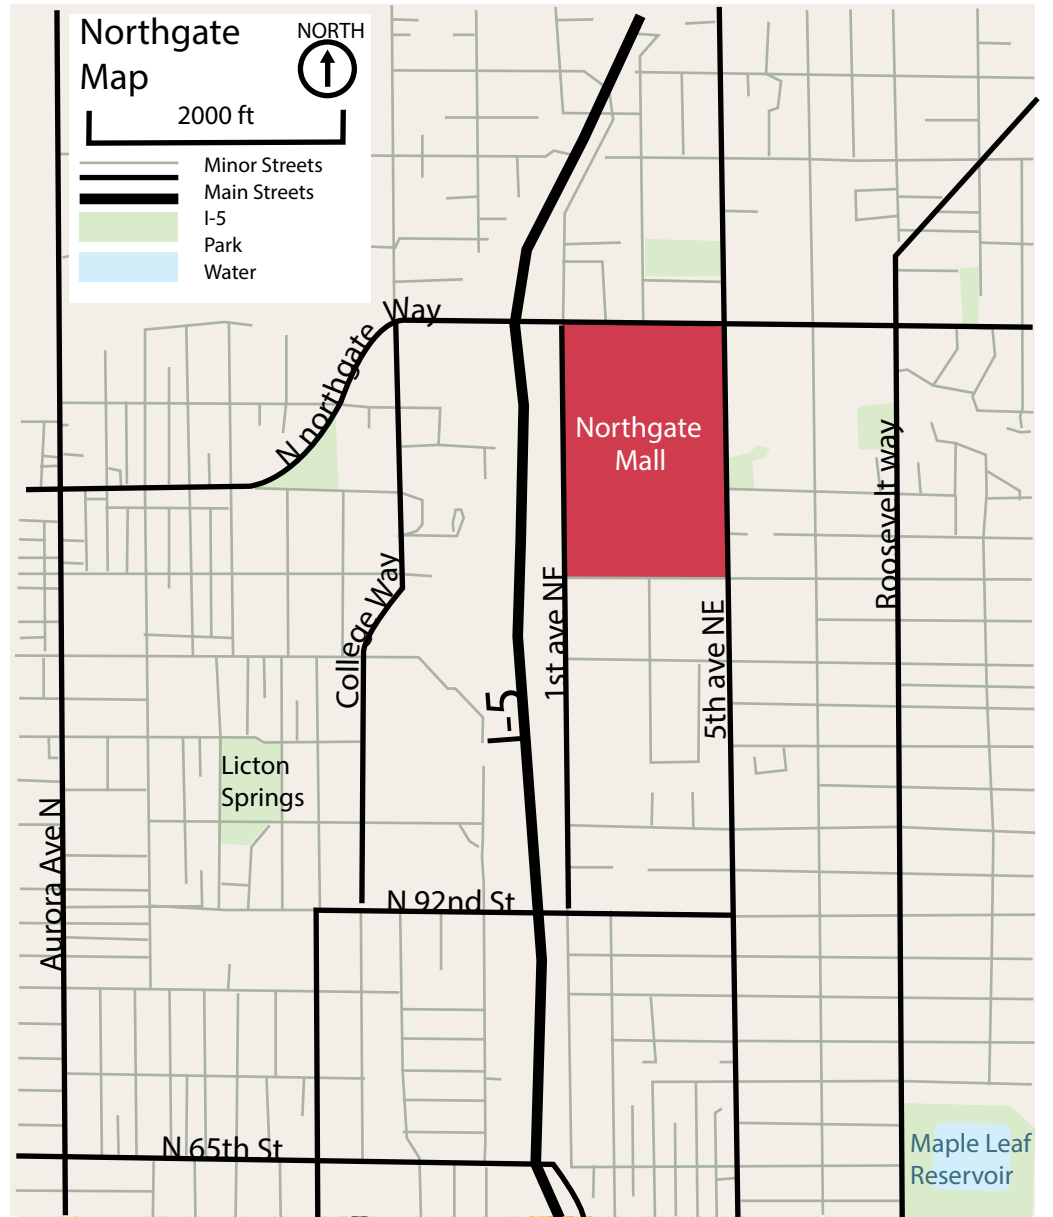 Northgate
Map
NORTH
2000 ft
Minor Streets
Main Streets
I-5
Park
Water
N northgate Way
Northgate
Mall
Roosevelt way
College Way
1st ave NE
5th ave NE
I-5
Licton
Springs
Aurora Ave N
N 92nd St
N 65th St
Maple Leaf
Reservoir